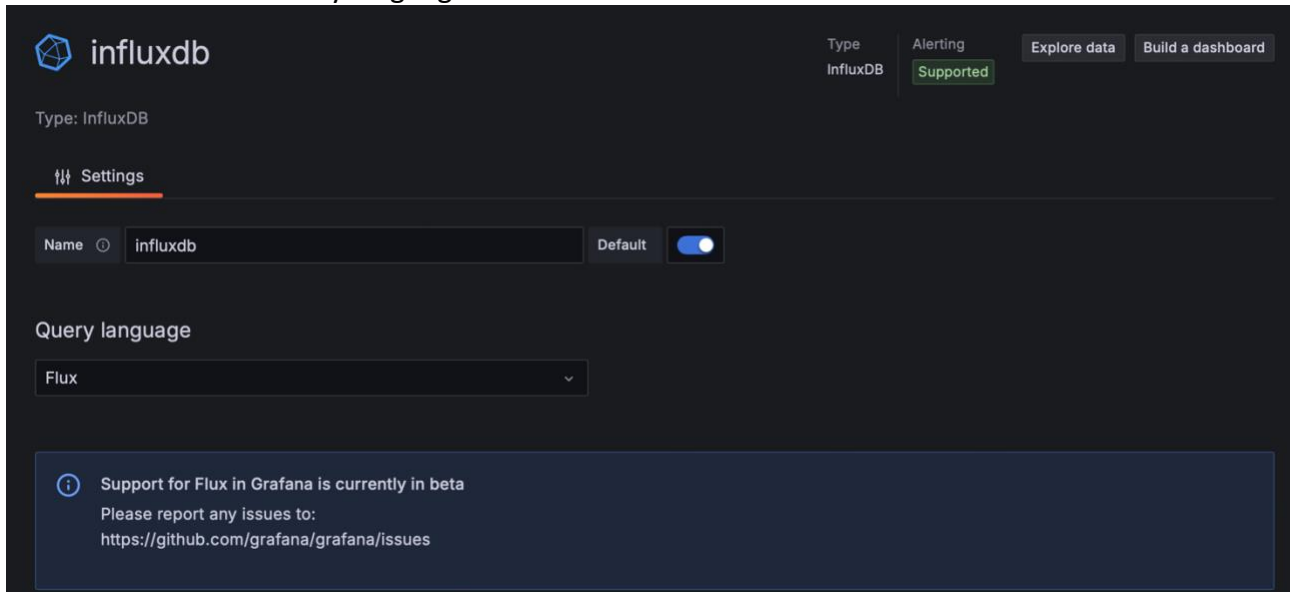 influxdb
Type
InfluxDB
Alerting
Supported
Explore data
Build a dashboard
Type: InfluxDB
Settings
Name
influxdb
Default
Query language
Flux
Support for Flux in Grafana is currently in beta
Please report any issues to:
https://github.com/grafana/grafana/issues